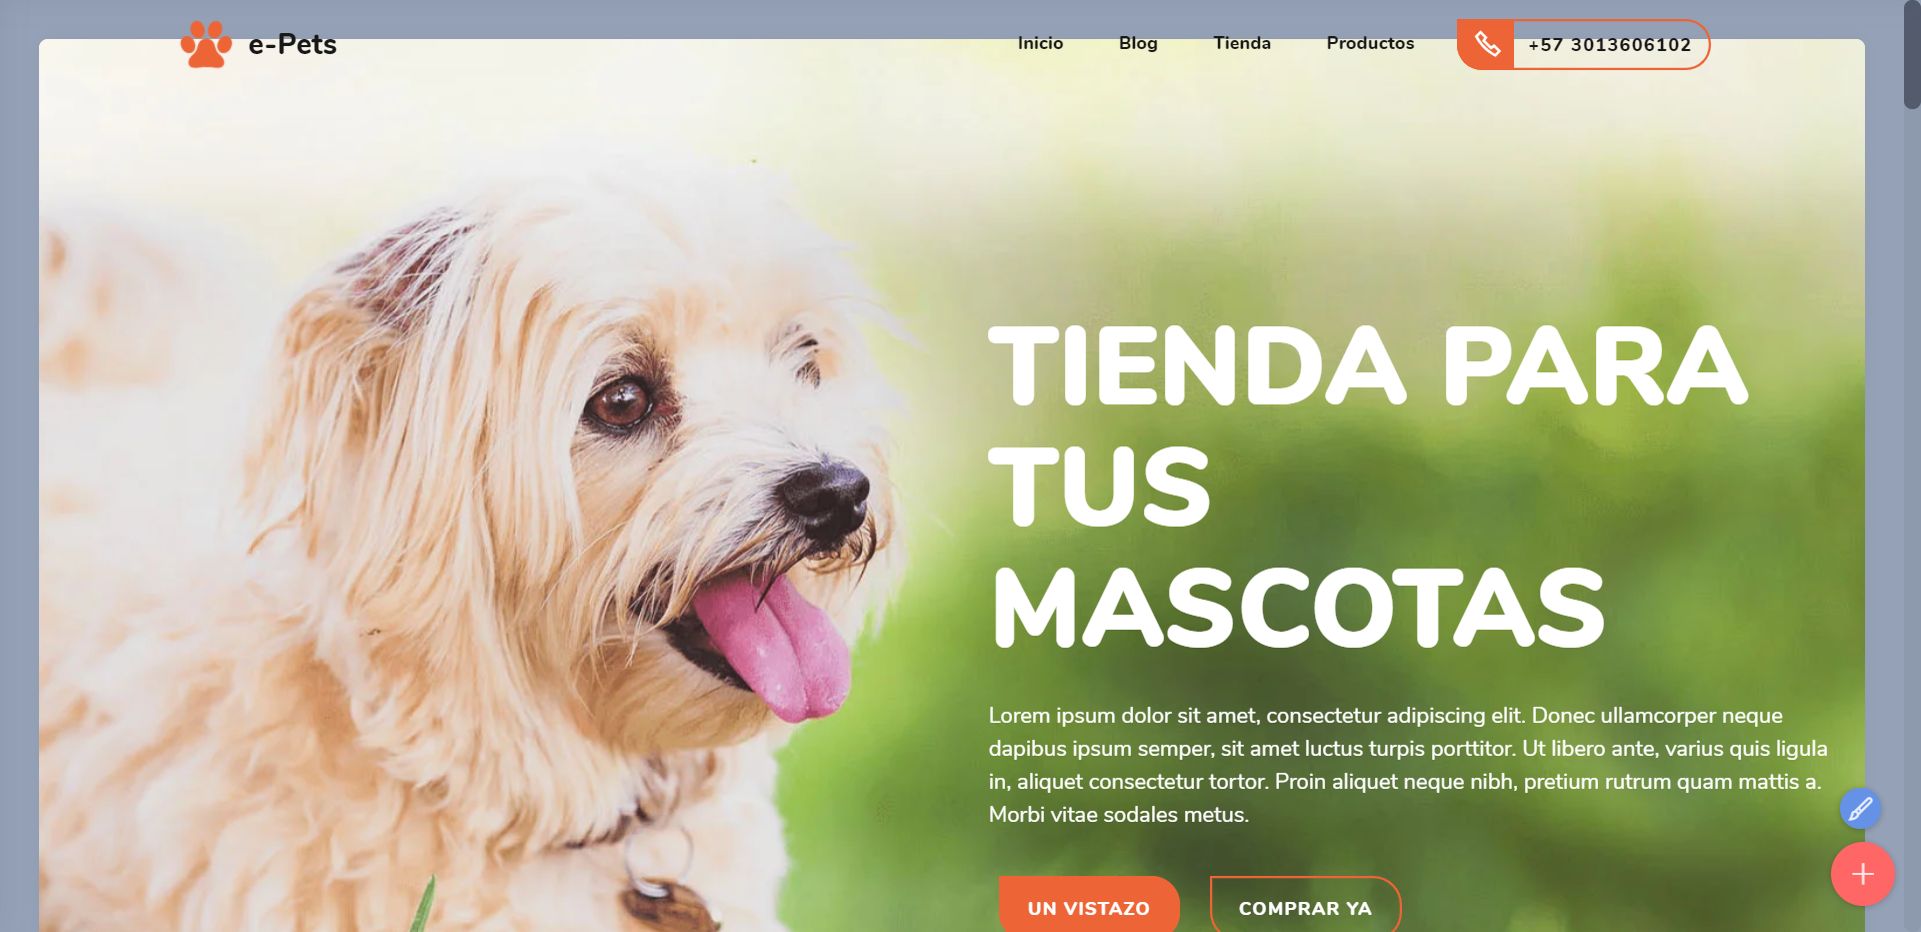 e-Pets
Inicio
Blog
Tienda
Productos
+57 3013606102
TIENDA PARA
TUS
MASCOTAS
Lorem ipsum dolor sit amet, consectetur adipiscing elit. Donec ullamcorper neque
dapibus ipsum semper, sit amet luctus turpis porttitor. Ut libero ante, varius quis ligula
in, aliquet consectetur tortor. Proin aliquet neque nibh, pretium rutrum quam mattis a.
Morbi vitae sodales metus.
UN VISTAZO
COMPRAR YA